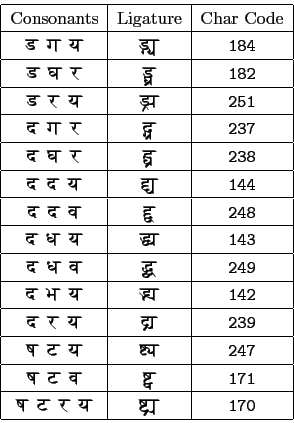 Consonants Ligature Char Code
ड ग य ड्ग्य 184
ड घ र ड्घ्र 182
ड र य ड्र्य 251
द ग र द्ग्र 237
द घ र द्घ्र 238
द द य द्द्य 144
द द व द्द्व 248
द ध य द्ध्य 143
द ध व द्ध्व 249
द भ य द्भ्य 142
द र य द्र्य 239
ष ट य ष्ट्य 247
ष ट व ष्ट्व 171
ष ट र य ष्ट्र्य 170